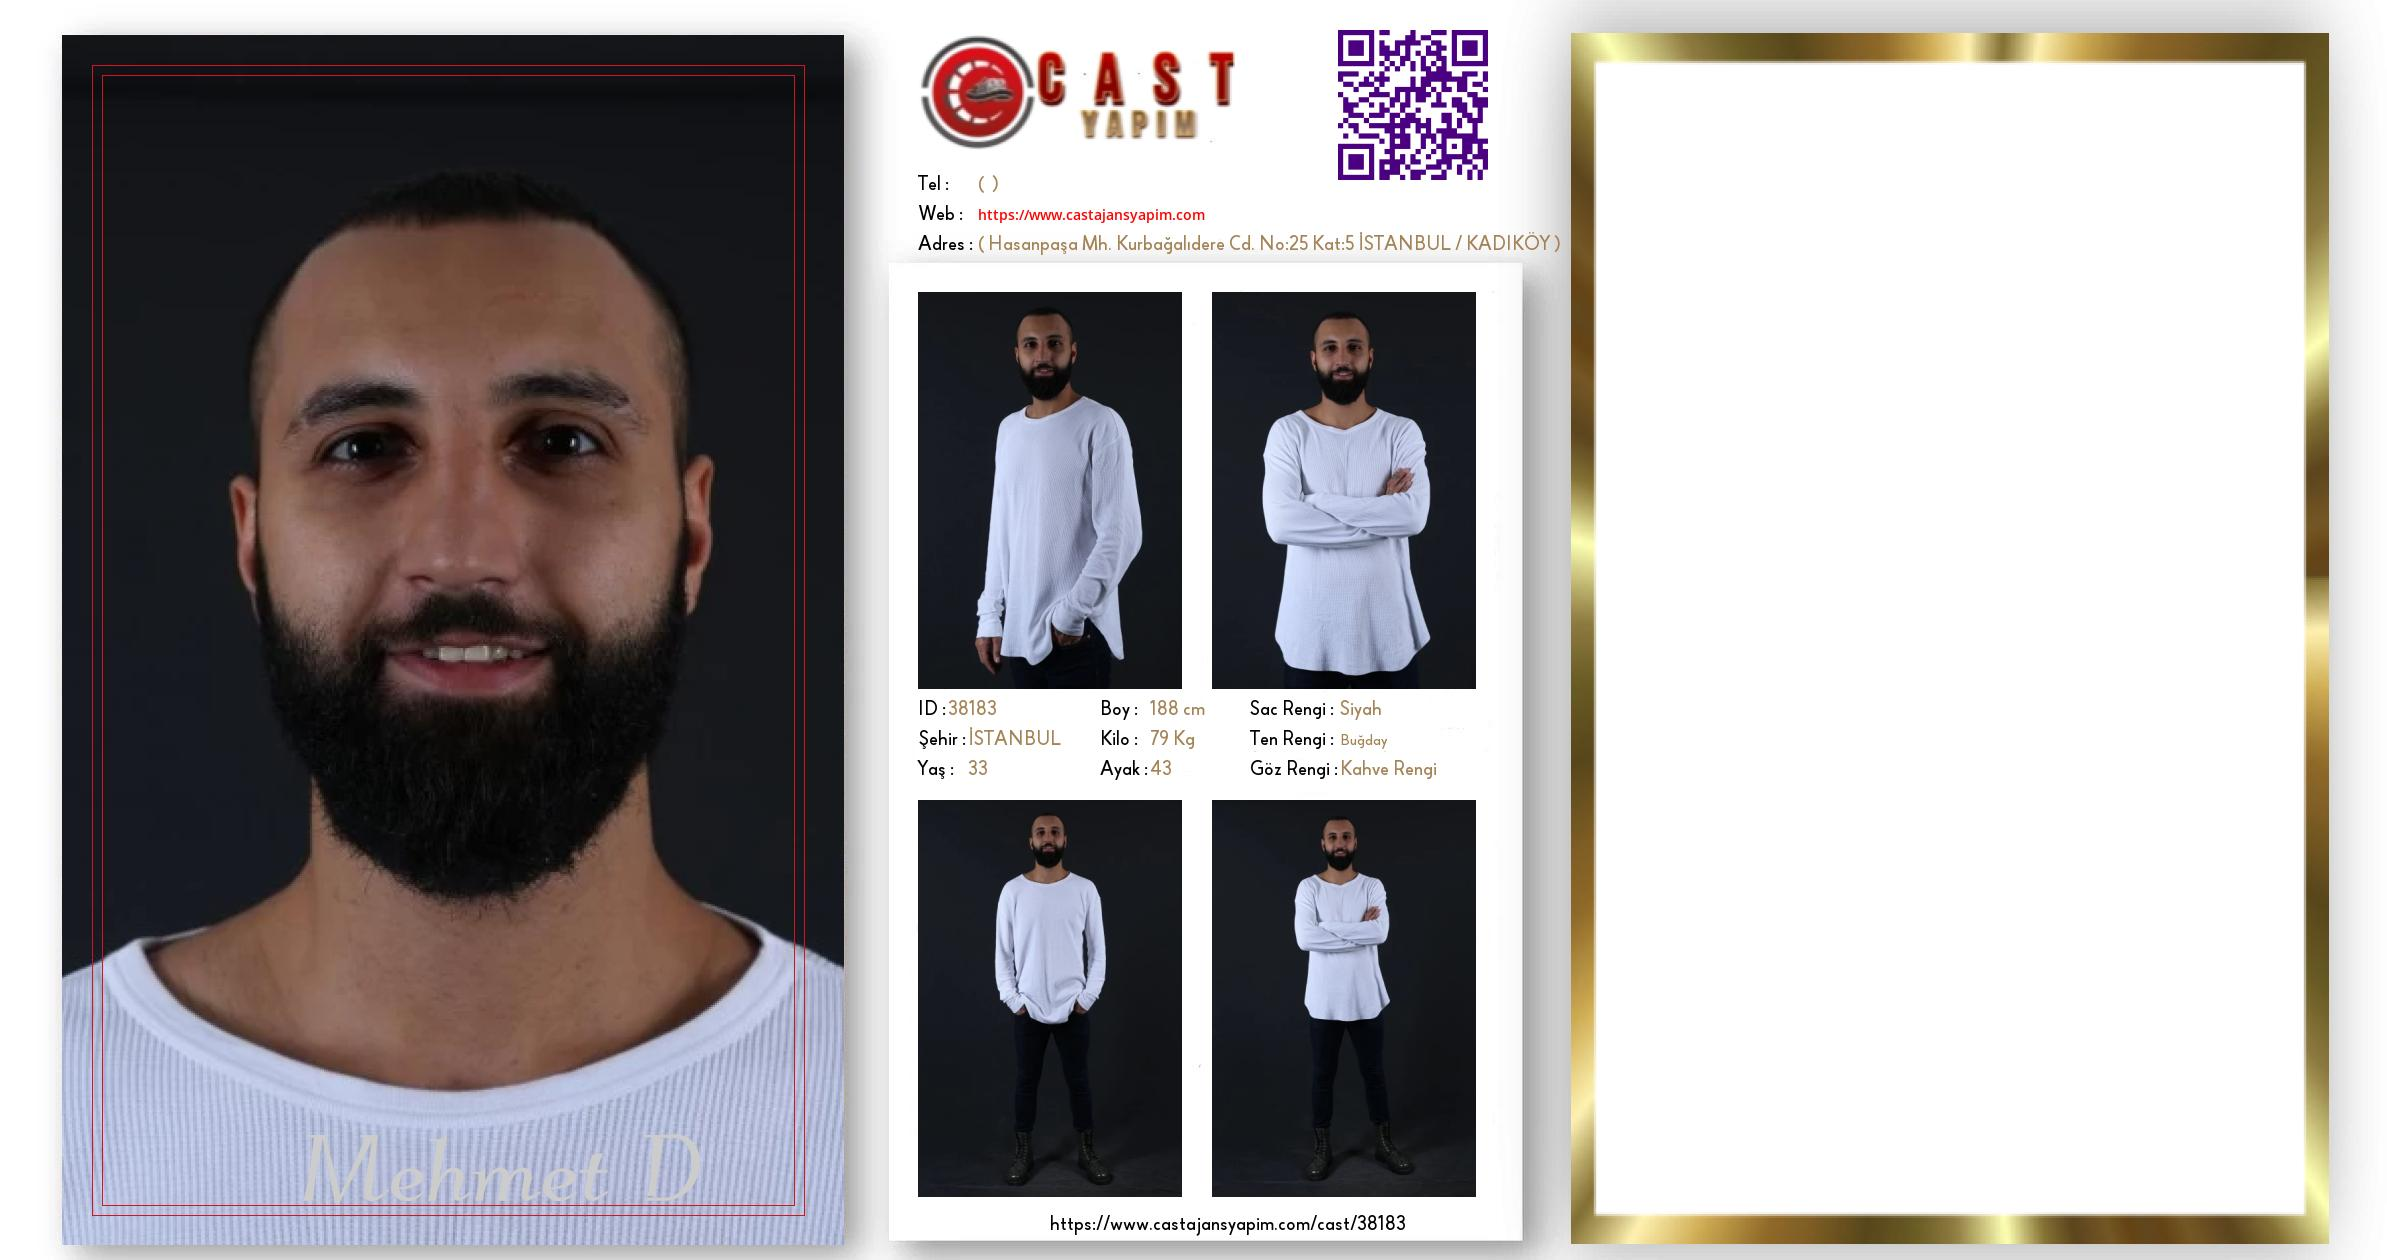 Mehmet D
CAST
YAPIM
Tel : ( )
Web : https://www.castajansyapim.com
Adres : ( Hasanpaşa Mh. Kurbağalıdere Cd. No:25 Kat:5 İSTANBUL / KADIKÖY )
ID : 38183 Boy : 188 cm Sac Rengi : Siyah
Şehir : İSTANBUL Kilo : 79 Kg Ten Rengi : Buğday
Yaş : 33 Ayak : 43 Göz Rengi : Kahve Rengi
https://www.castajansyapim.com/cast/38183